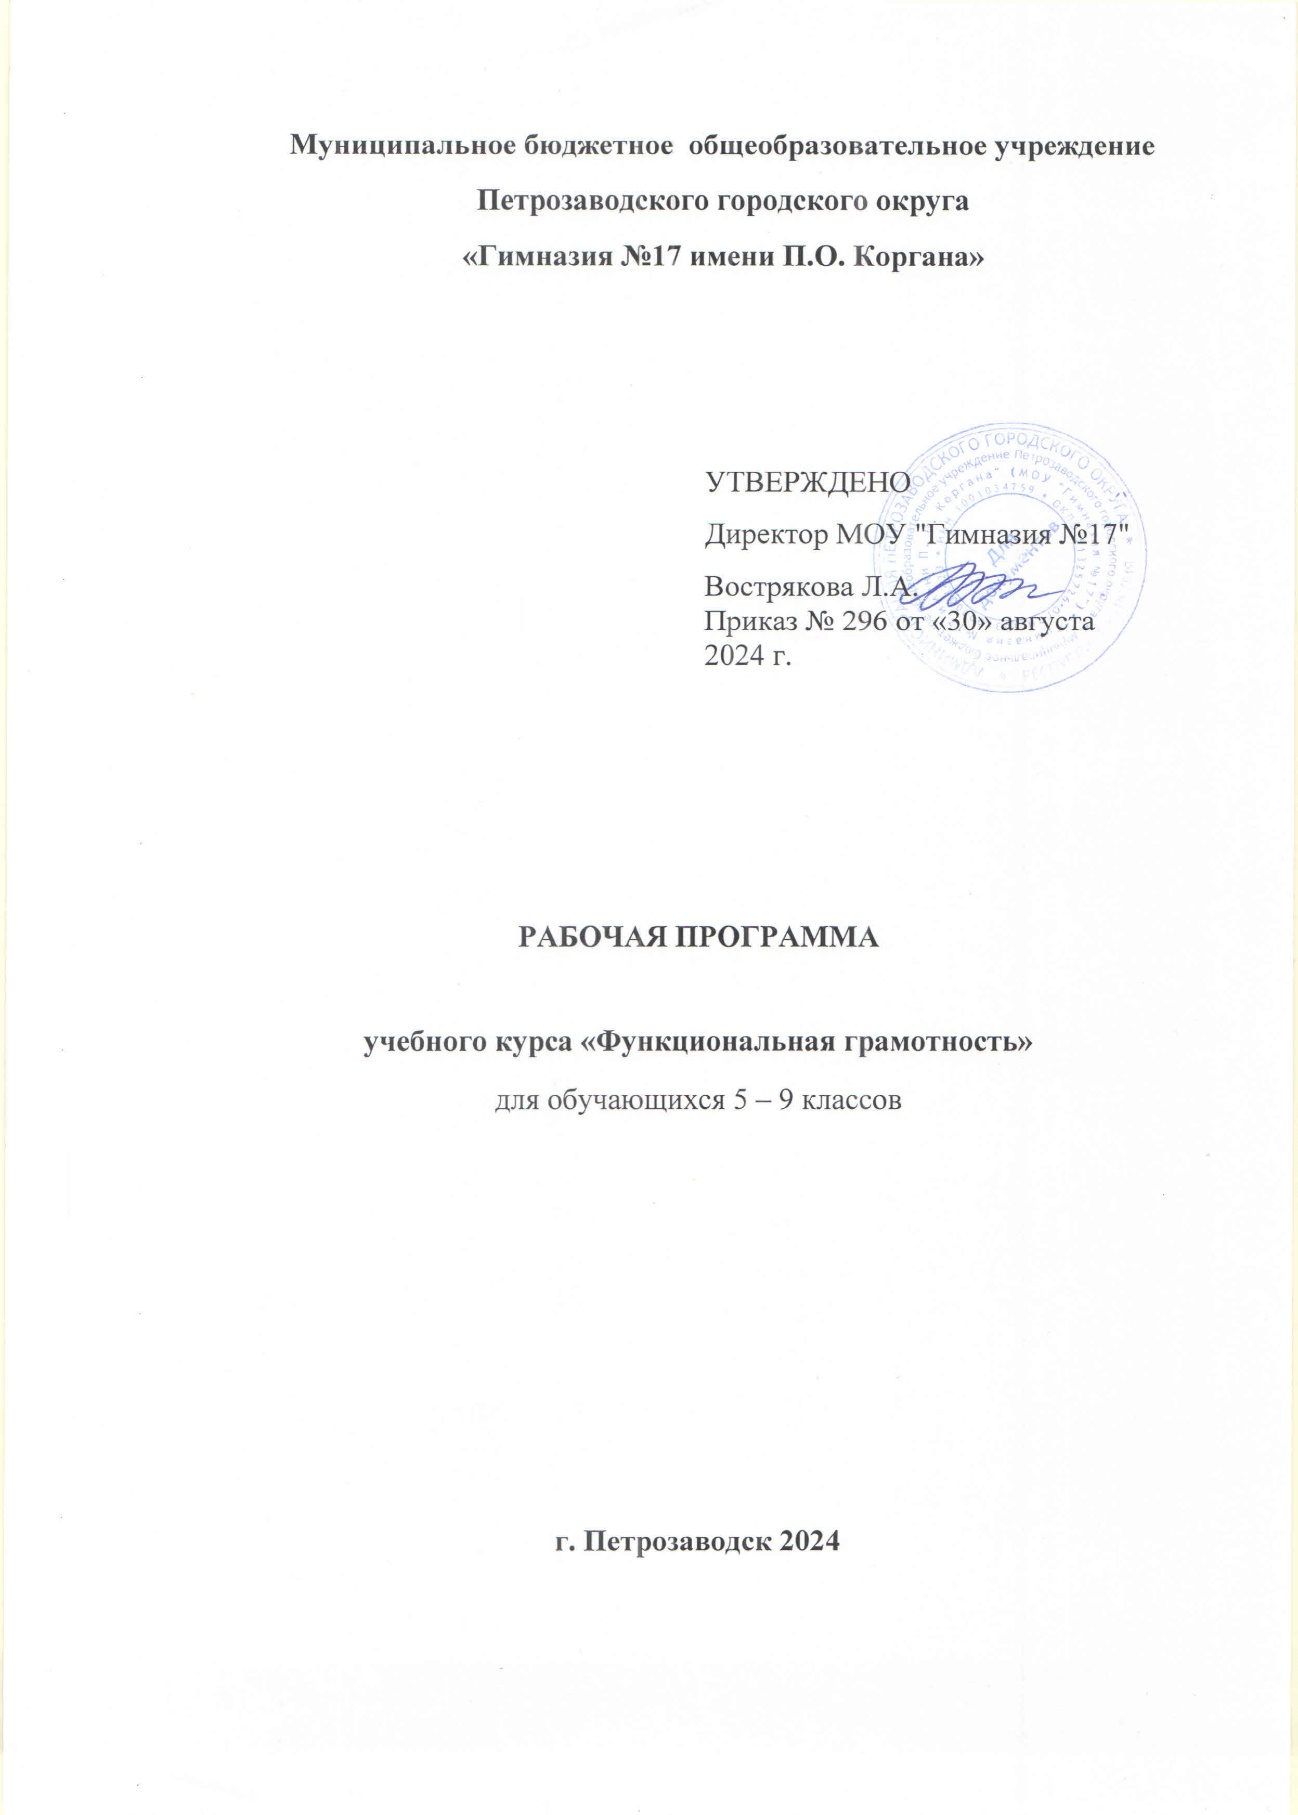 Муниципальное бюджетное общеобразовательное учреждение
Петрозаводского городского округа
«Гимназия №17 имени П.О. Коргана»
УТВЕРЖДЕНО
Директор МОУ "Гимназия №17"
Вострякова Л.А.
Приказ № 296 от «30» августа
2024 г.
РАБОЧАЯ ПРОГРАММА
учебного курса «Функциональная грамотность»
для обучающихся 5 – 9 классов
г. Петрозаводск 2024